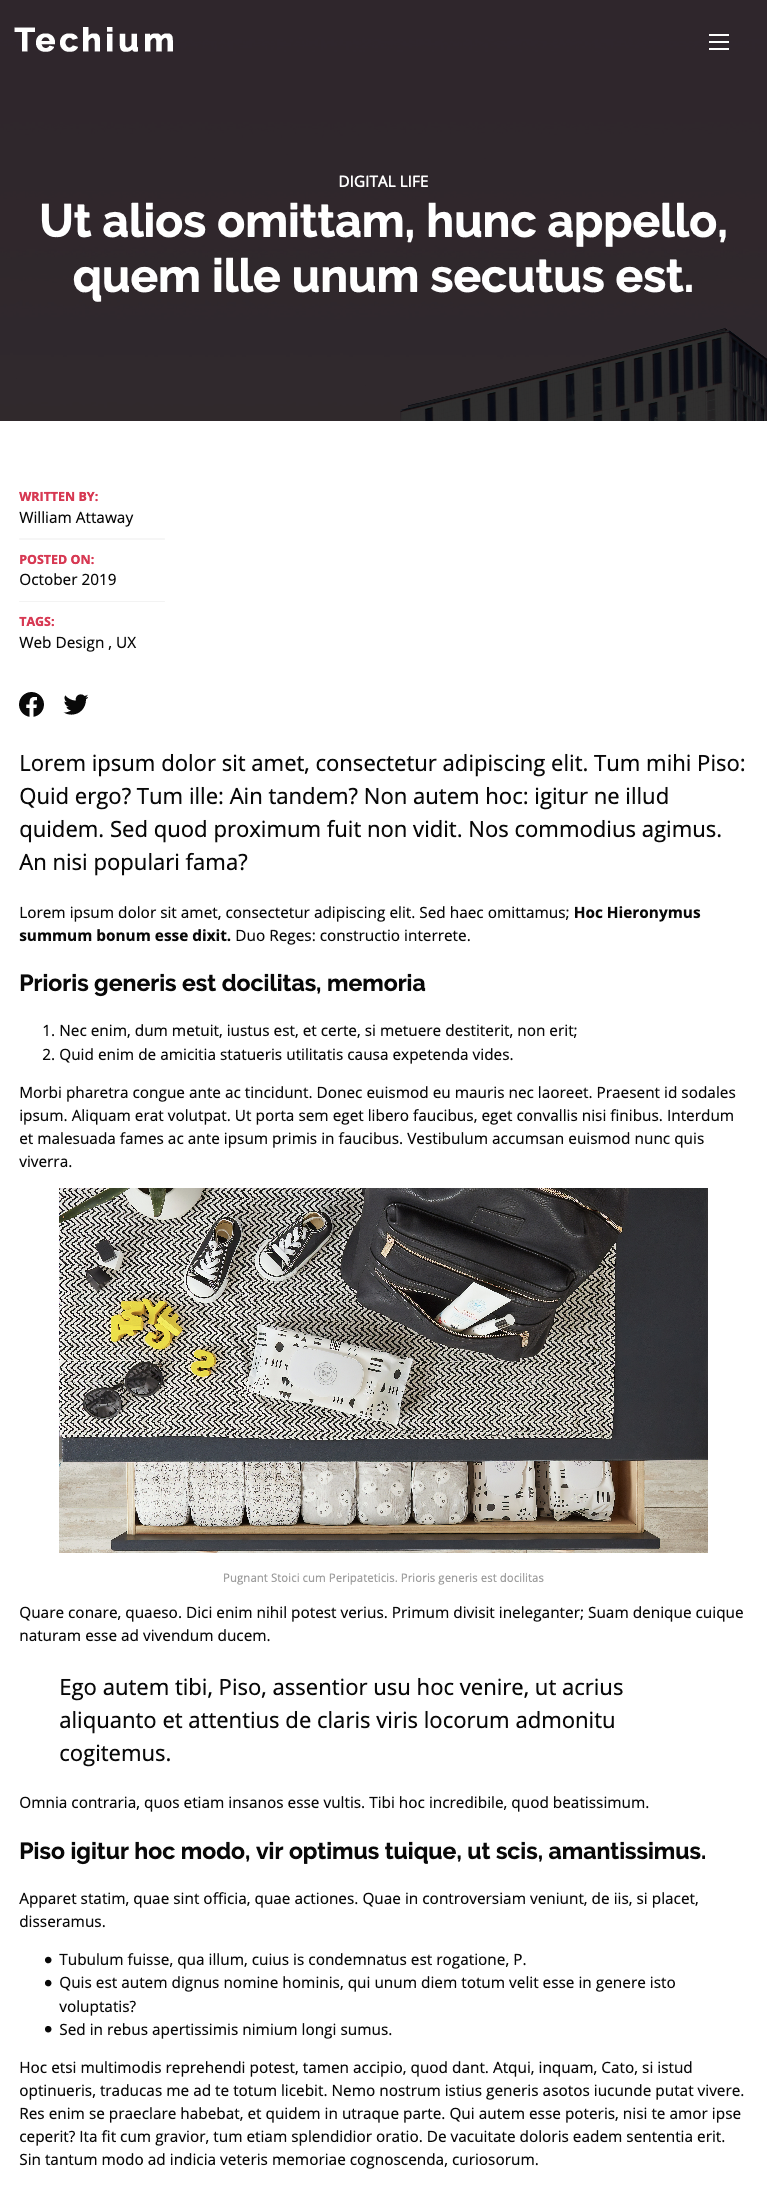 Techium
DIGITAL LIFE
Ut alios omittam, hunc appello,
quem ille unum secutus est.
WRITTEN BY:
William Attaway
POSTED ON:
October 2019
TAGS:
Web Design , UX
Lorem ipsum dolor sit amet, consectetur adipiscing elit. Tum mihi Piso:
Quid ergo? Tum ille: Ain tandem? Non autem hoc: igitur ne illud
quidem. Sed quod proximum fuit non vidit. Nos commodius agimus.
An nisi populari fama?
Lorem ipsum dolor sit amet, consectetur adipiscing elit. Sed haec omittamus; Hoc Hieronymus
summum bonum esse dixit. Duo Reges: constructio interrete.
Prioris generis est docilitas, memoria
1. Nec enim, dum metuit, iustus est, et certe, si metuere destiterit, non erit;
2. Quid enim de amicitia statueris utilitatis causa expetenda vides.
Morbi pharetra congue ante ac tincidunt. Donec euismod eu mauris nec laoreet. Praesent id sodales
ipsum. Aliquam erat volutpat. Ut porta sem eget libero faucibus, eget convallis nisi finibus. Interdum
et malesuada fames ac ante ipsum primis in faucibus. Vestibulum accumsan euismod nunc quis
viverra.
Pugnant Stoici cum Peripateticis. Prioris generis est docilitas
Quare conare, quaeso. Dici enim nihil potest verius. Primum divisit ineleganter; Suam denique cuique
naturam esse ad vivendum ducem.
Ego autem tibi, Piso, assentior usu hoc venire, ut acrius
aliquanto et attentius de claris viris locorum admonitu
cogitemus.
Omnia contraria, quos etiam insanos esse vultis. Tibi hoc incredibile, quod beatissimum.
Piso igitur hoc modo, vir optimus tuique, ut scis, amantissimus.
Apparet statim, quae sint officia, quae actiones. Quae in controversiam veniunt, de iis, si placet,
disseramus.
• Tubulum fuisse, qua illum, cuius is condemnatus est rogatione, P.
• Quis est autem dignus nomine hominis, qui unum diem totum velit esse in genere isto
voluptatis?
• Sed in rebus apertissimis nimium longi sumus.
Hoc etsi multimodis reprehendi potest, tamen accipio, quod dant. Atqui, inquam, Cato, si istud
optinueris, traducas me ad te totum licebit. Nemo nostrum istius generis asotos iucunde putat vivere.
Res enim se praeclare habebat, et quidem in utraque parte. Qui autem esse poteris, nisi te amor ipse
ceperit? Ita fit cum gravior, tum etiam splendidior oratio. De vacuitate doloris eadem sententia erit.
Sin tantum modo ad indicia veteris memoriae cognoscenda, curiosorum.